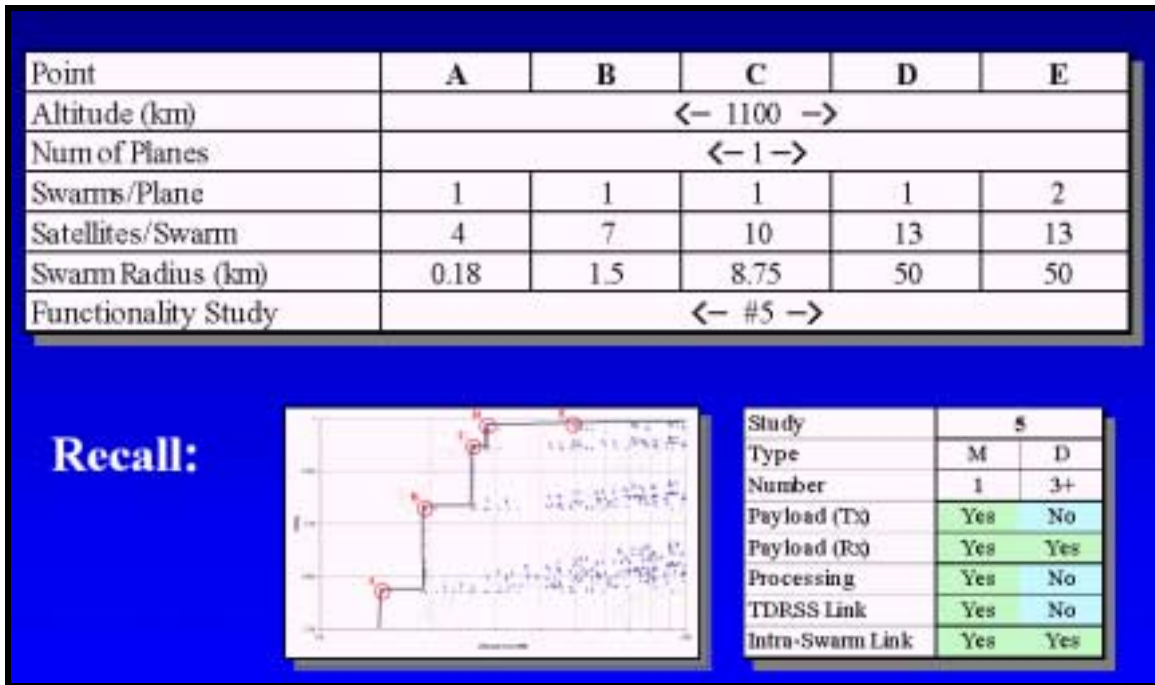 Point A B C D E
Altitude (km) <– 1100 –>
Num of Planes <– 1 –>
Swarms/Plane 1 1 1 1 2
Satellites/Swarm 4 7 10 13 13
Swarm Radius (km) 0.18 1.5 8.75 50 50
Functionality Study <– #5 –>
Recall:
Study 5
Type M D
Number 1 3+
Payload (Tx) Yes No
Payload (Rx) Yes Yes
Processing Yes No
TDRSS Link Yes No
Intra-Swarm Link Yes Yes